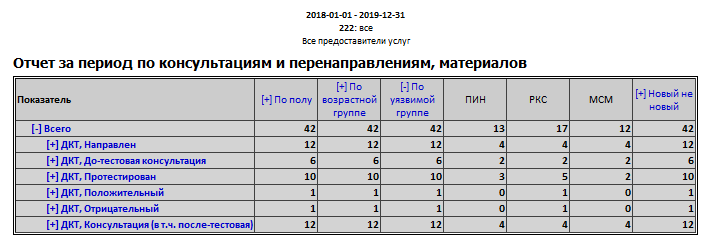 2018-01-01 - 2019-12-31
222: все
Все предоставители услуг
Отчет за период по консультациям и перенаправлениям, материалов
Показатель [+] По полу [+] По возрастной группе [-] По уязвимой группе ПИН РКС МСМ [+] Новый не новый
[-] Всего 42 42 42 13 17 12 42
[+] ДКТ, Направлен 12 12 12 4 4 4 12
[+] ДКТ, До-тестовая консультация 6 6 6 2 2 2 6
[+] ДКТ, Протестирован 10 10 10 3 5 2 10
[+] ДКТ, Положительный 1 1 1 0 1 0 1
[+] ДКТ, Отрицательный 1 1 1 0 1 0 1
[+] ДКТ, Консультация (в т.ч. после-тестовая) 12 12 12 4 4 4 12